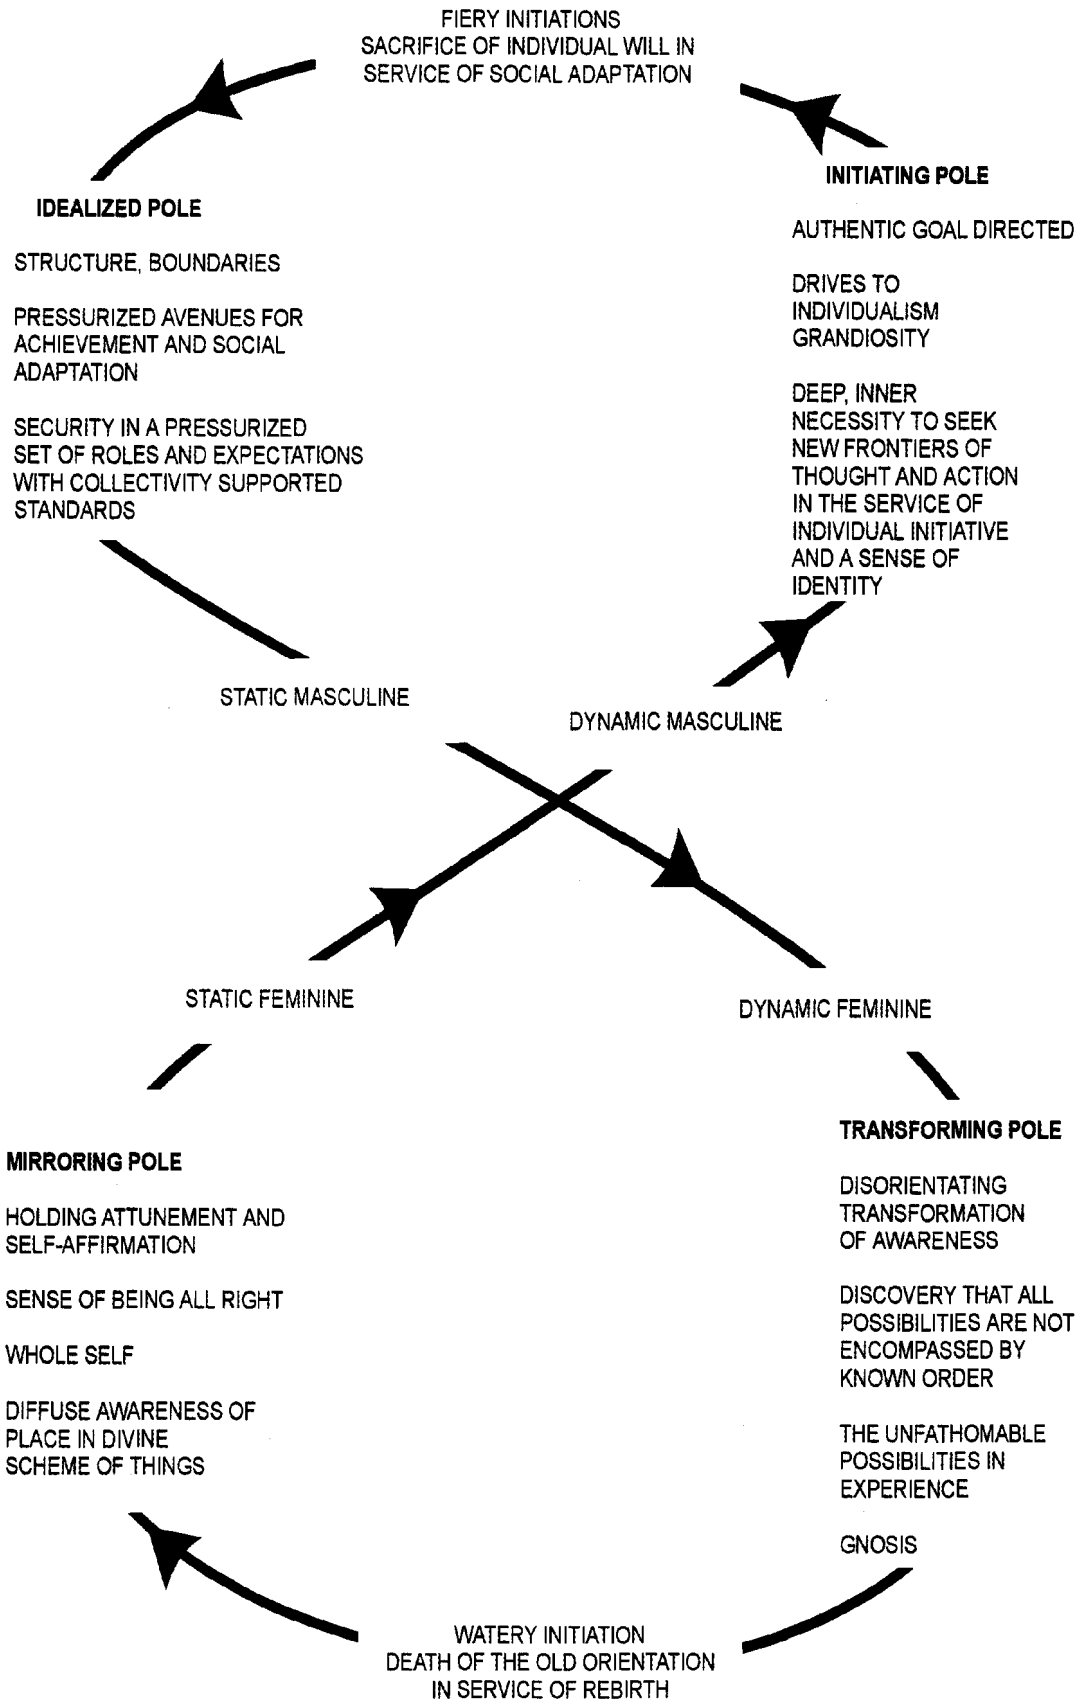 FIERY INITIATIONS
SACRIFICE OF INDIVIDUAL WILL IN
SERVICE OF SOCIAL ADAPTATION
IDEALIZED POLE
STRUCTURE, BOUNDARIES
PRESSURIZED AVENUES FOR
ACHIEVEMENT AND SOCIAL
ADAPTATION
SECURITY IN A PRESSURIZED
SET OF ROLES AND EXPECTATIONS
WITH COLLECTIVITY SUPPORTED
STANDARDS
INITIATING POLE
AUTHENTIC GOAL DIRECTED
DRIVES TO
INDIVIDUALISM
GRANDIOSITY
DEEP, INNER
NECESSITY TO SEEK
NEW FRONTIERS OF
THOUGHT AND ACTION
IN THE SERVICE OF
INDIVIDUAL INITIATIVE
AND A SENSE OF
IDENTITY
STATIC MASCULINE
DYNAMIC MASCULINE
STATIC FEMININE
DYNAMIC FEMININE
MIRRORING POLE
HOLDING ATTUNEMENT AND
SELF-AFFIRMATION
SENSE OF BEING ALL RIGHT
WHOLE SELF
DIFFUSE AWARENESS OF
PLACE IN DIVINE
SCHEME OF THINGS
TRANSFORMING POLE
DISORIENTATING
TRANSFORMATION
OF AWARENESS
DISCOVERY THAT ALL
POSSIBILITIES ARE NOT
ENCOMPASSED BY
KNOWN ORDER
THE UNFATHOMABLE
POSSIBILITIES IN
EXPERIENCE
GNOSIS
WATERY INITIATION
DEATH OF THE OLD ORIENTATION
IN SERVICE OF REBIRTH